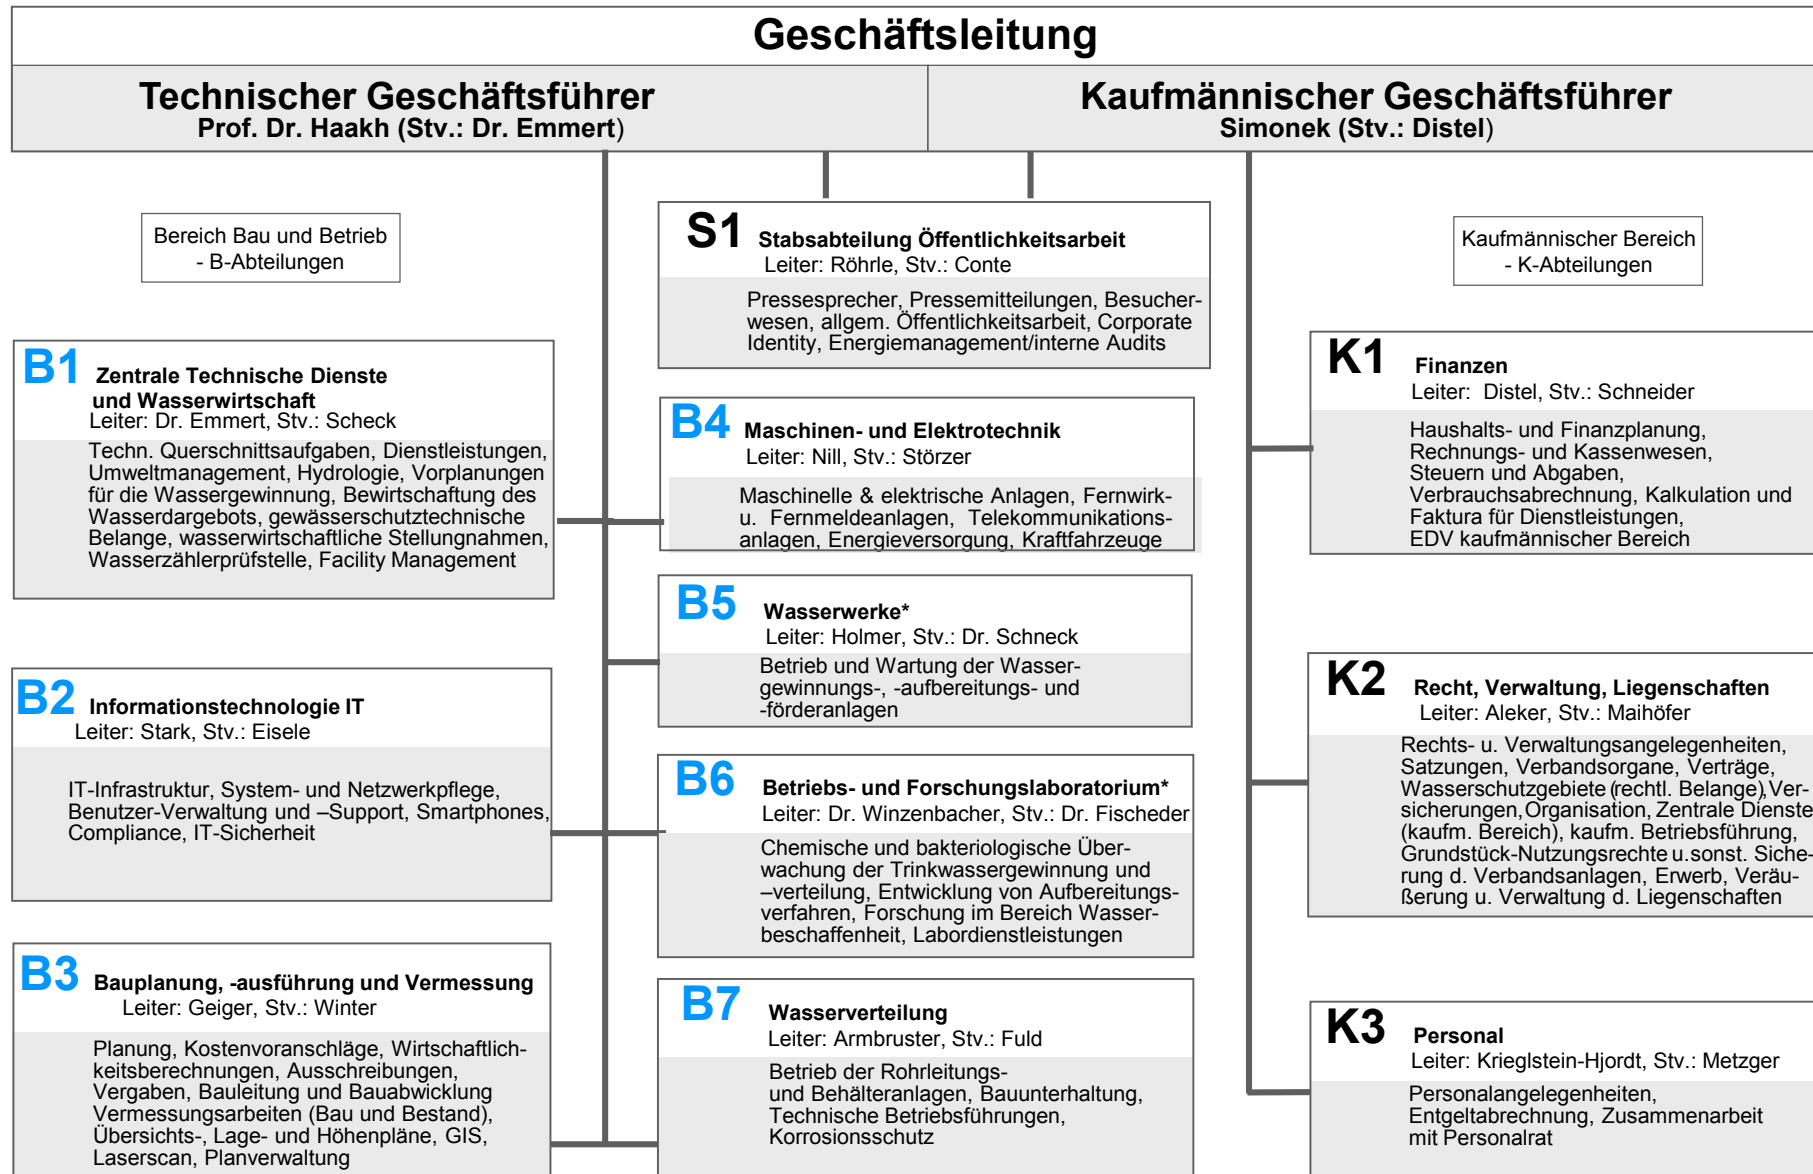 Geschäftsleitung
Technischer Geschäftsführer
Prof. Dr. Haakh (Stv.: Dr. Emmert)
Kaufmännischer Geschäftsführer
Simonek (Stv.: Distel)
Bereich Bau und Betrieb
- B-Abteilungen
B1 Zentrale Technische Dienste
und Wasserwirtschaft
Leiter: Dr. Emmert, Stv.: Scheck
Techn. Querschnittsaufgaben, Dienstleistungen,
Umweltmanagement, Hydrologie, Vorplanungen
für die Wassergewinnung, Bewirtschaftung des
Wasserdargebots, gewässerschutztechnische
Belange, wasserwirtschaftliche Stellungnahmen,
Wasserzählerprüfstelle, Facility Management
B2 Informationstechnologie IT
Leiter: Stark, Stv.: Eisele
IT-Infrastruktur, System- und Netzwerkpflege,
Benutzer-Verwaltung und –Support, Smartphones,
Compliance, IT-Sicherheit
B3 Bauplanung, -ausführung und Vermessung
Leiter: Geiger, Stv.: Winter
Planung, Kostenvoranschläge, Wirtschaftlich-
keitsberechnungen, Ausschreibungen,
Vergaben, Bauleitung und Bauabwicklung
Vermessungsarbeiten (Bau und Bestand),
Übersichts-, Lage- und Höhenpläne, GIS,
Laserscan, Planverwaltung
S1 Stabsabteilung Öffentlichkeitsarbeit
Leiter: Röhrle, Stv.: Conte
Pressesprecher, Pressemitteilungen, Besucher-
wesen, allgem. Öffentlichkeitsarbeit, Corporate
Identity, Energiemanagement/interne Audits
B4 Maschinen- und Elektrotechnik
Leiter: Nill, Stv.: Störzer
Maschinelle & elektrische Anlagen, Fernwirk-
u. Fernmeldeanlagen, Telekommunikations-
anlagen, Energieversorgung, Kraftfahrzeuge
B5 Wasserwerke*
Leiter: Holmer, Stv.: Dr. Schneck
Betrieb und Wartung der Wasser-
gewinnungs-, -aufbereitungs- und
-förderanlagen
B6 Betriebs- und Forschungslaboratorium*
Leiter: Dr. Winzenbacher, Stv.: Dr. Fischeder
Chemische und bakteriologische Über-
wachung der Trinkwassergewinnung und
–verteilung, Entwicklung von Aufbereitungs-
verfahren, Forschung im Bereich Wasser-
beschaffenheit, Labordienstleistungen
B7 Wasserverteilung
Leiter: Armbruster, Stv.: Fuld
Betrieb der Rohrleitungs-
und Behälteranlagen, Bauunterhaltung,
Technische Betriebsführungen,
Korrosionsschutz
Kaufmännischer Bereich
- K-Abteilungen
K1 Finanzen
Leiter: Distel, Stv.: Schneider
Haushalts- und Finanzplanung,
Rechnungs- und Kassenwesen,
Steuern und Abgaben,
Verbrauchsabrechnung, Kalkulation und
Faktura für Dienstleistungen,
EDV kaufmännischer Bereich
K2 Recht, Verwaltung, Liegenschaften
Leiter: Aleker, Stv.: Maihöfer
Rechts- u. Verwaltungsangelegenheiten,
Satzungen, Verbandsorgane, Verträge,
Wasserschutzgebiete (rechtl. Belange), Ver-
sicherungen, Organisation, Zentrale Dienste
(kaufm. Bereich), kaufm. Betriebsführung,
Grundstück-Nutzungsrechte u.sonst. Siche-
rung d. Verbandsanlagen, Erwerb, Veräu-
ßerung u. Verwaltung d. Liegenschaften
K3 Personal
Leiter: Krieglstein-Hjordt, Stv.: Metzger
Personalangelegenheiten,
Entgeltabrechnung, Zusammenarbeit
mit Personalrat